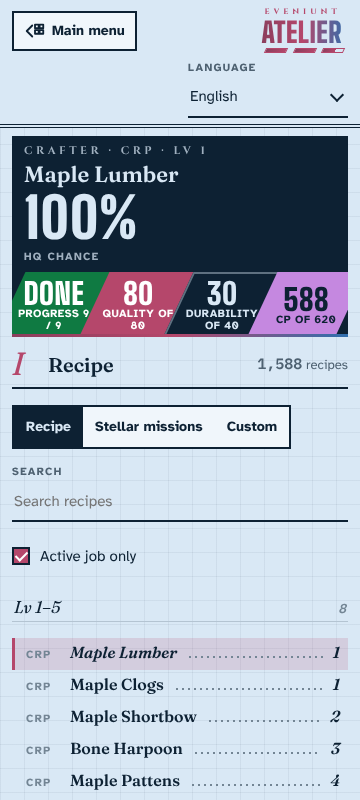 Main menu
EVENIUNT
ATELIER
LANGUAGE
English
CRAFTER · CRP · LV 1
Maple Lumber
100%
HQ CHANCE
DONE
PROGRESS 9 / 9
80
QUALITY OF 80
30
DURABILITY OF 40
588
CP OF 620
I Recipe 1,588 recipes
Recipe Stellar missions Custom
SEARCH
Search recipes
Active job only
Lv 1–5 8
CRP Maple Lumber 1
CRP Maple Clogs 1
CRP Maple Shortbow 2
CRP Bone Harpoon 3
CRP Maple Pattens 4